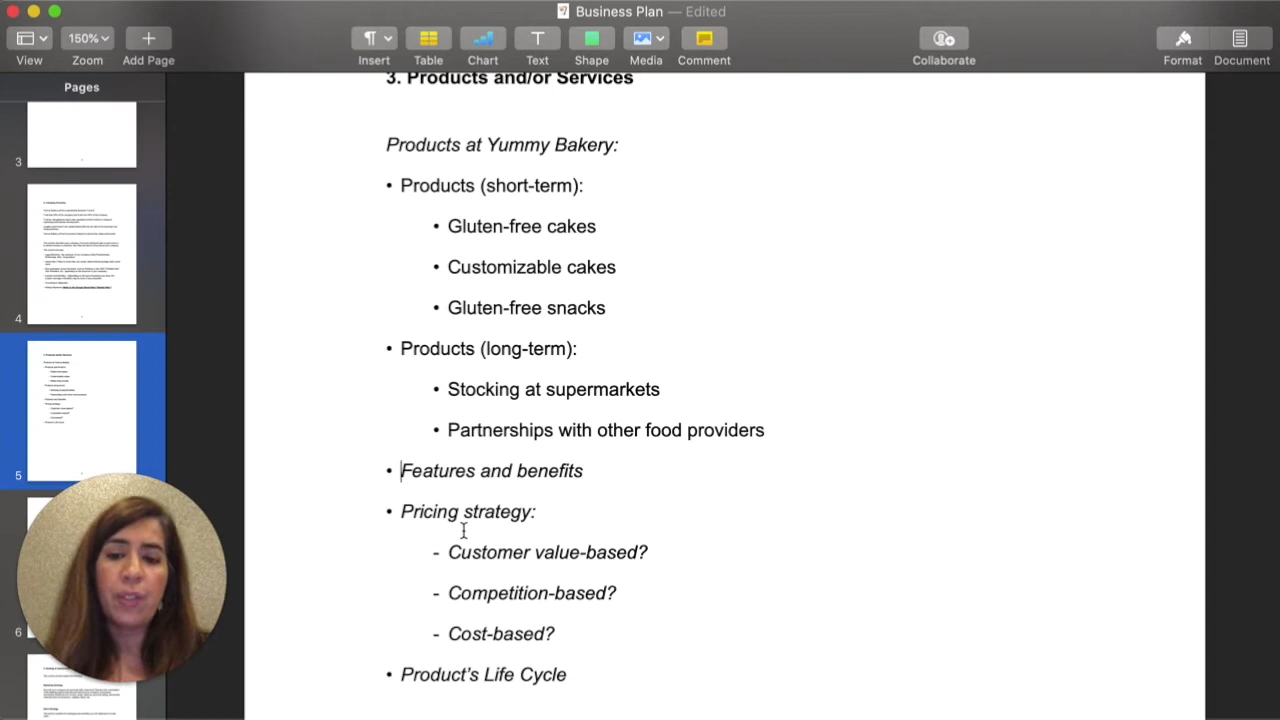 Business Plan — Edited
150%
View
Zoom
Add Page
Insert
Table
Chart
Text
Shape
Media
Comment
Collaborate
Format
Document
Pages
3
4
5
6
3. Products and/or Services
Products at Yummy Bakery:
• Products (short-term):
• Gluten-free cakes
• Customizable cakes
• Gluten-free snacks
• Products (long-term):
• Stocking at supermarkets
• Partnerships with other food providers
• Features and benefits
• Pricing strategy:
- Customer value-based?
- Competition-based?
- Cost-based?
• Product’s Life Cycle